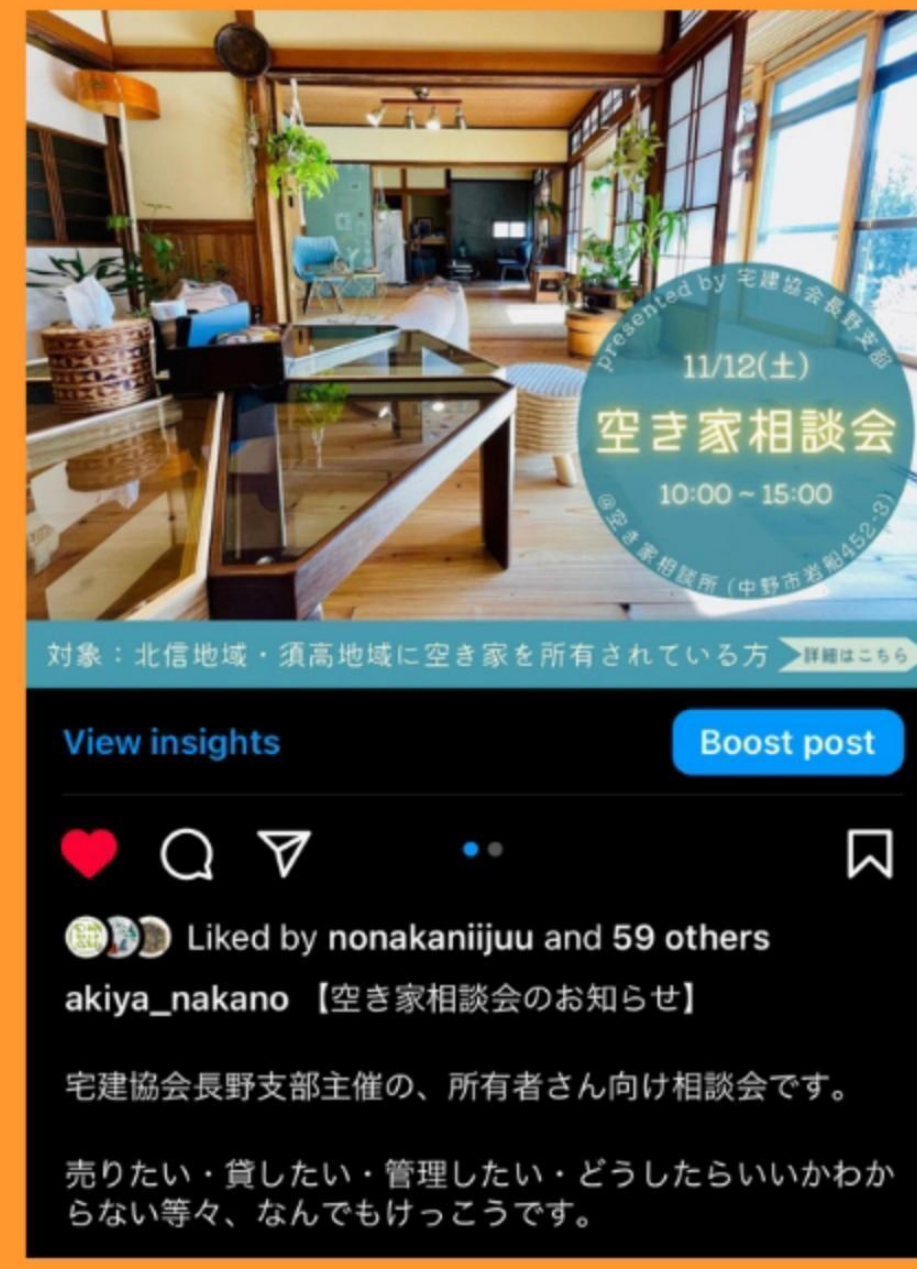 presented by 宅建協会長野支部
11/12(土)
空き家相談会
10:00 ~ 15:00
@空き家相談所 (中野市岩船452-3)
対象:北信地域・須高地域に空き家を所有されている方
詳細はこちら
View insights
Boost post
Liked by nonakaniijuu and 59 others
akiya_nakano 【空き家相談会のお知らせ】
宅建協会長野支部主催の、所有者さん向け相談会です。
売りたい・貸したい・管理したい・どうしたらいいかわか
らない等々、なんでもけっこうです。